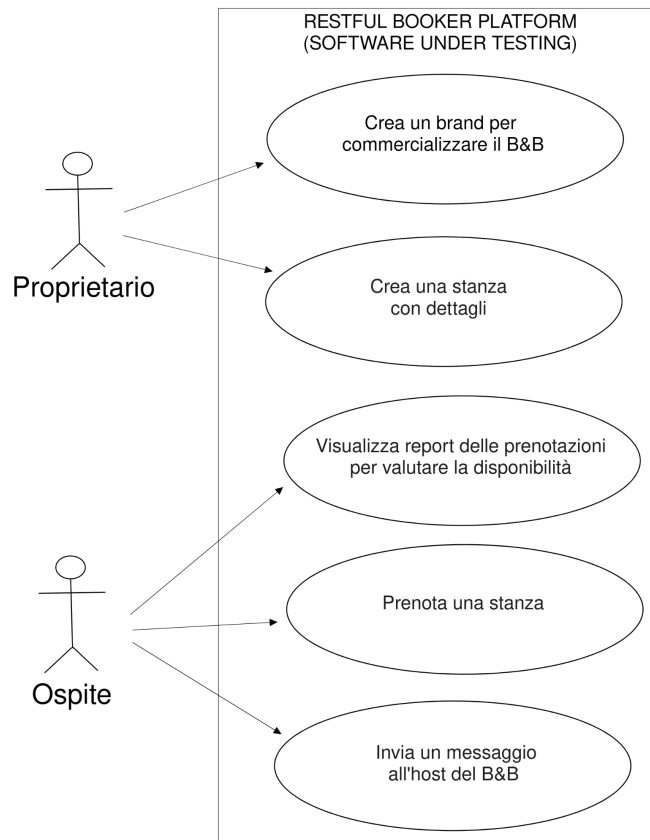 RESTFUL BOOKER PLATFORM
(SOFTWARE UNDER TESTING)
Crea un brand per
commercializzare il B&B
Proprietario
Crea una stanza
con dettagli
Visualizza report delle prenotazioni
per valutare la disponibilità
Prenota una stanza
Ospite
Invia un messaggio
all'host del B&B